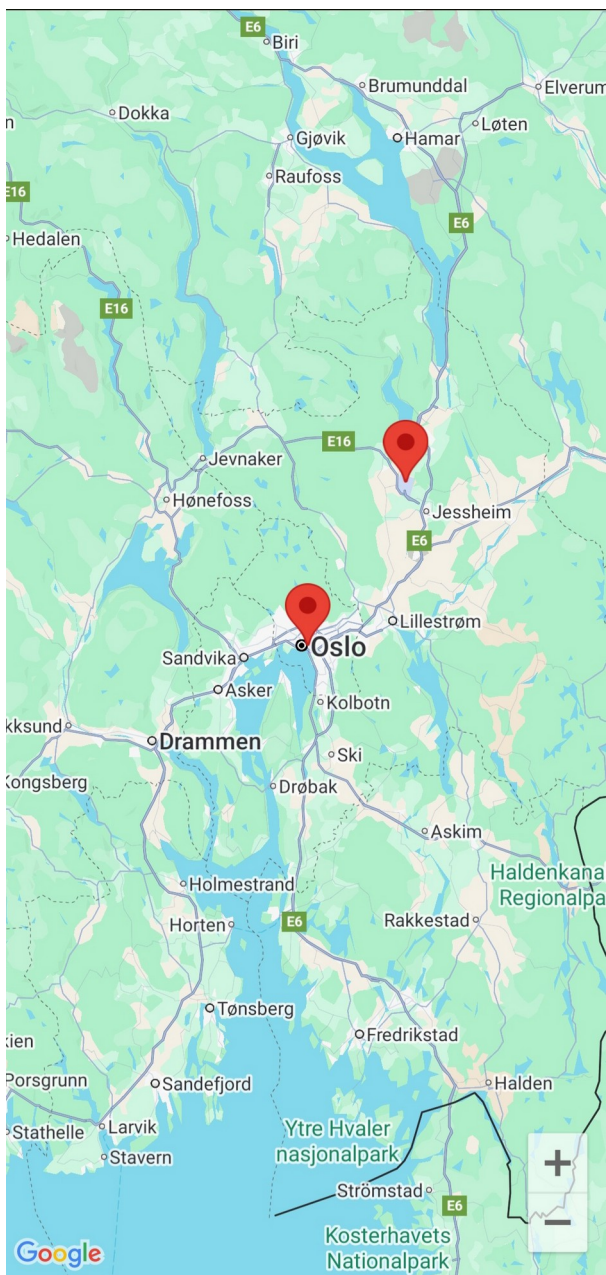 E6
Biri
Brumunddal
Elverum
Dokka
Løten
Gjøvik
Hamar
Raufoss
E16
E6
Hedalen
E16
E16
Jevnaker
Hønefoss
Jessheim
E6
Lillestrøm
Oslo
Sandvika
Asker
Kolbotn
kksund
Drammen
Ski
Kongsberg
Drøbak
Askim
Haldenkana
Regionalpa
Holmestrand
Horten
E6
Rakkestad
Tønsberg
Fredrikstad
kien
Porsgrunn
Sandefjord
Halden
Larvik
Stathelle
Ytre Hvaler
nasjonalpark
Stavern
+
Strömstad
E6
−
Kosterhavets
Nationalpark
Google